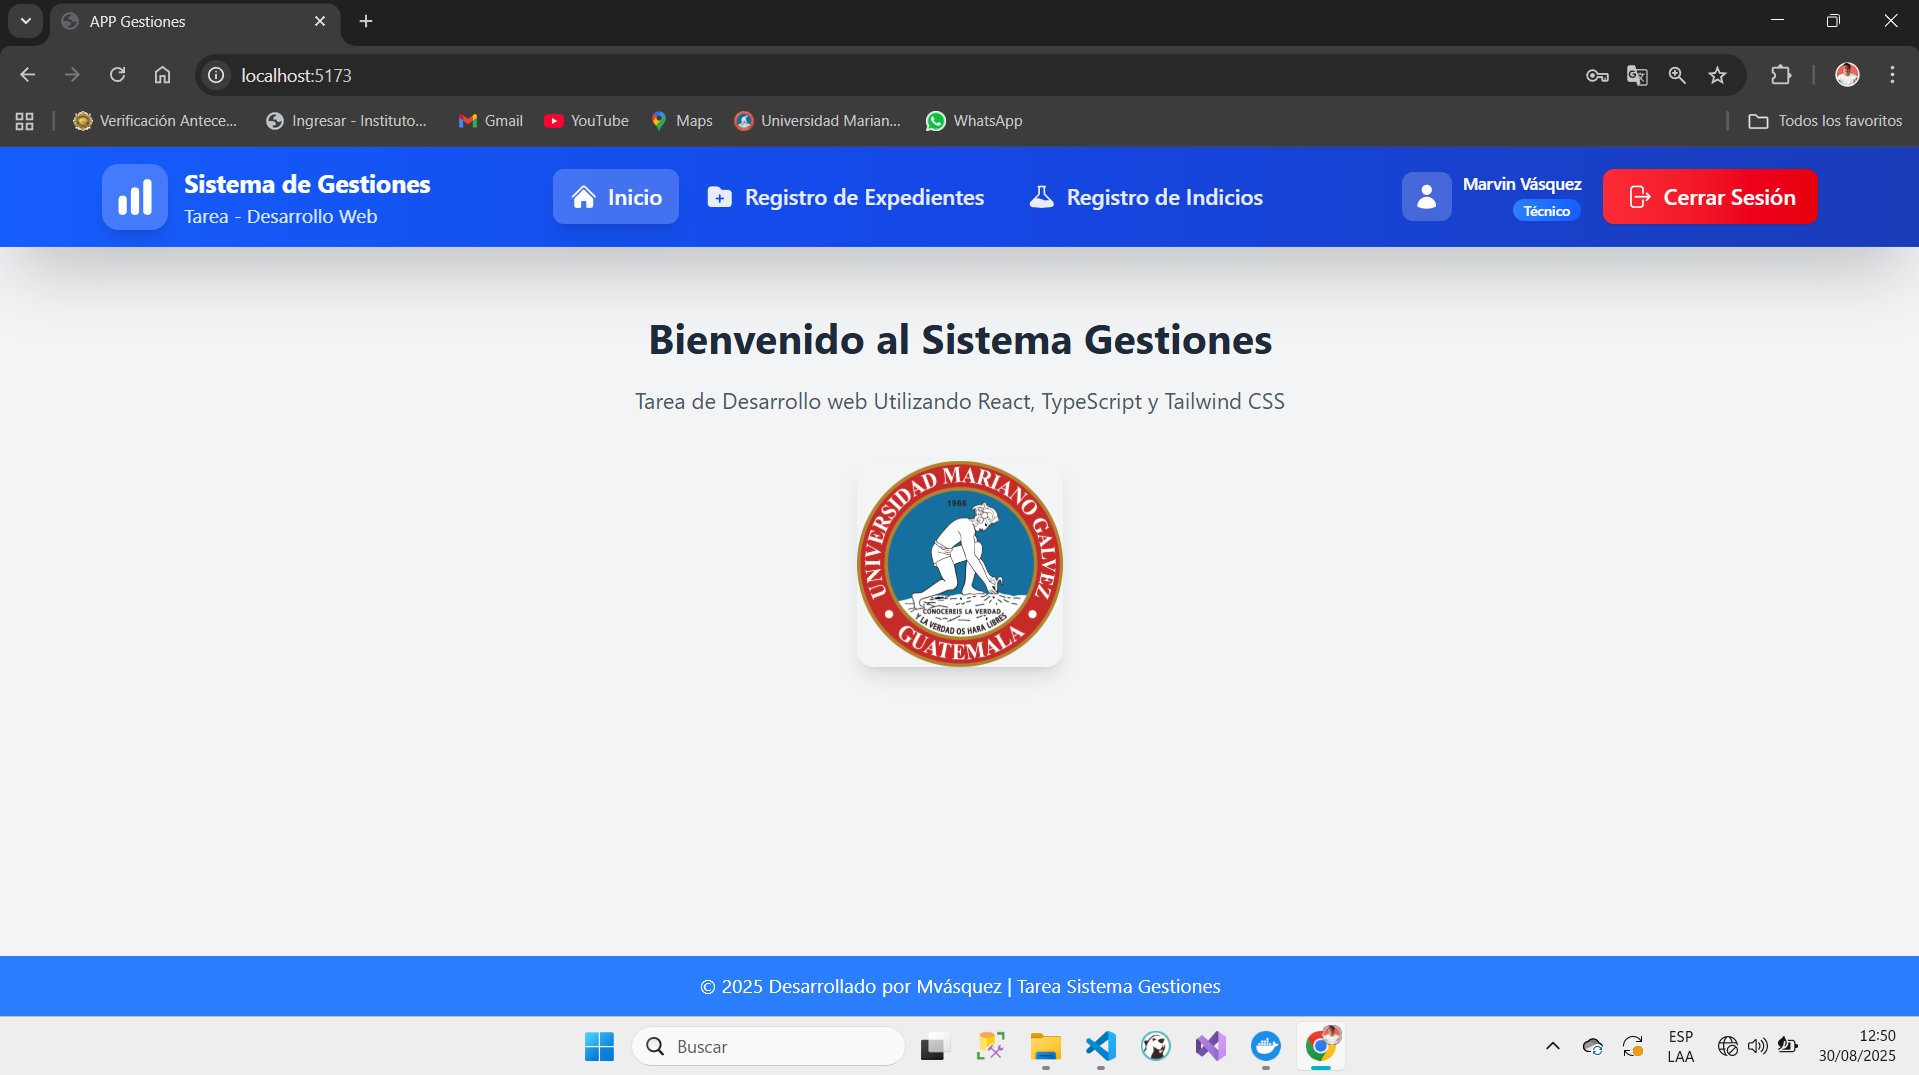 APP Gestiones
localhost:5173
Verificación Antece...
Ingresar - Instituto...
Gmail
YouTube
Maps
Universidad Marian...
WhatsApp
Todos los favoritos
Sistema de Gestiones
Tarea - Desarrollo Web
Inicio
Registro de Expedientes
Registro de Indicios
Marvin Vásquez
Técnico
Cerrar Sesión
Bienvenido al Sistema Gestiones
Tarea de Desarrollo web Utilizando React, TypeScript y Tailwind CSS
UNIVERSIDAD MARIANO GALVEZ
1966
CONOCEREIS LA VERDAD
Y LA VERDAD OS HARA LIBRES
GUATEMALA
© 2025 Desarrollado por Mvásquez | Tarea Sistema Gestiones
Buscar
ESP
LAA
12:50
30/08/2025